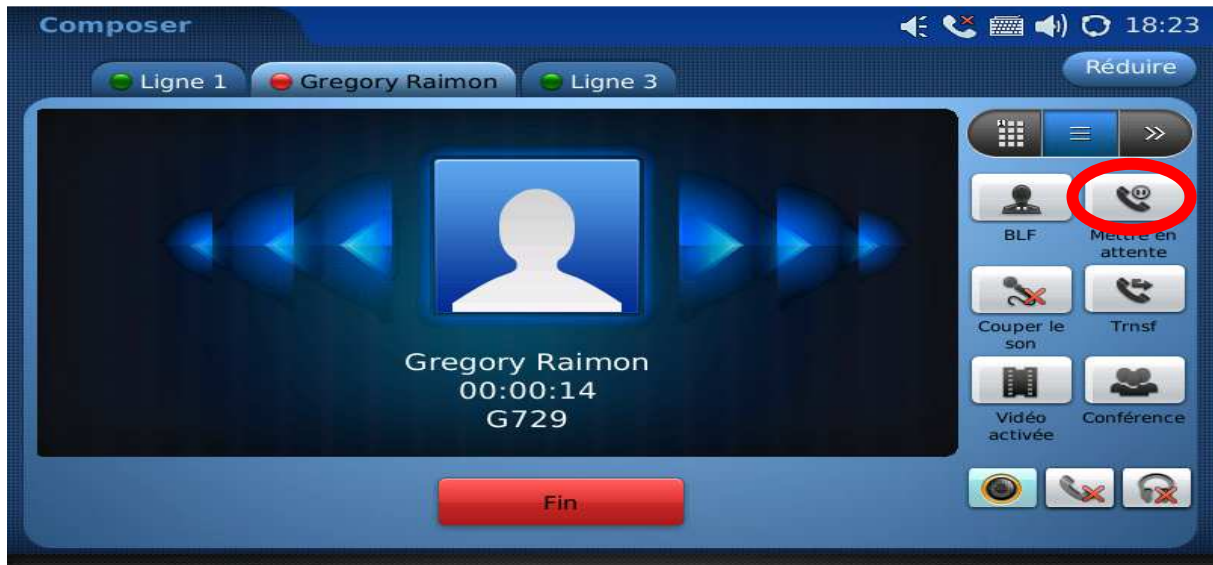 Composer
18:23
Ligne 1
Gregory Raimon
Ligne 3
Réduire
BLF
Mettre en
attente
Couper le
son
Trnsf
Vidéo
activée
Conférence
Gregory Raimon
00:00:14
G729
Fin